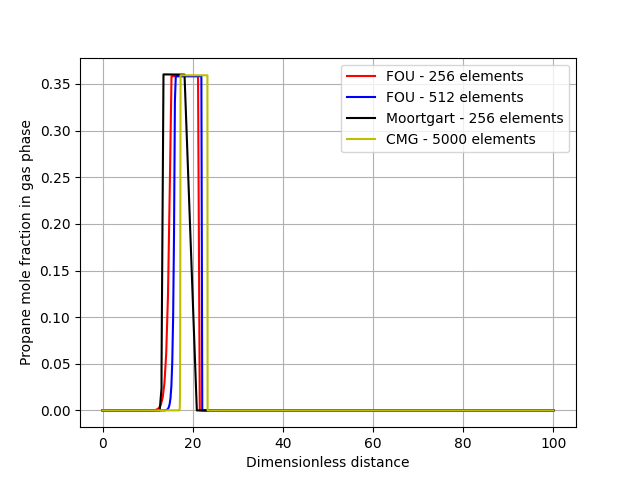 FOU - 256 elements
FOU - 512 elements
Moortgart - 256 elements
CMG - 5000 elements
Propane mole fraction in gas phase
0.35
0.30
0.25
0.20
0.15
0.10
0.05
0.00
0 20 40 60 80 100
Dimensionless distance